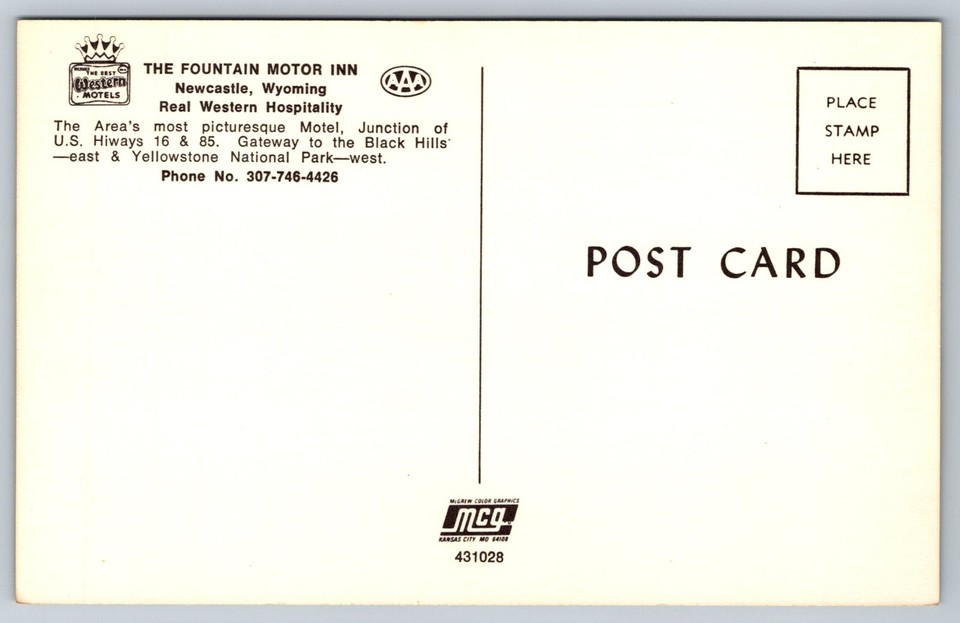 THE BEST
Western
MOTELS
THE FOUNTAIN MOTOR INN
Newcastle, Wyoming
Real Western Hospitality
AAA
The Area's most picturesque Motel, Junction of
U.S. Hiways 16 & 85. Gateway to the Black Hills
—east & Yellowstone National Park—west.
Phone No. 307-746-4426
PLACE
STAMP
HERE
POST CARD
McGREW COLOR GRAPHICS
mcg
KANSAS CITY MO 64108
431028